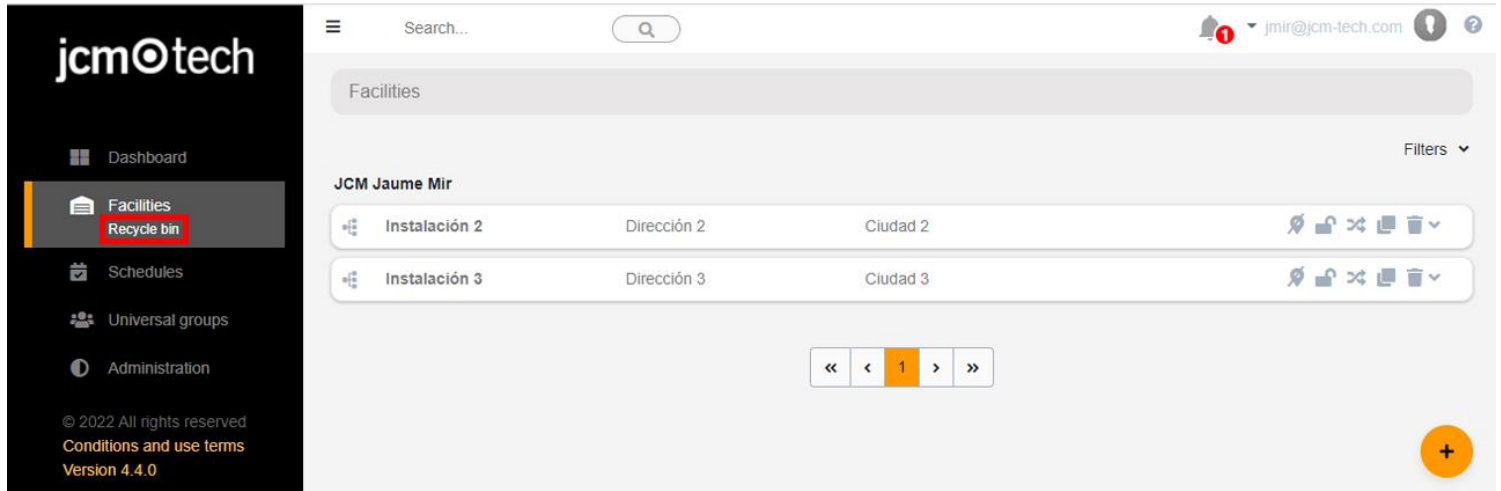 jcm tech
Search...
1
jmir@jcm-tech.com
Facilities
Filters
Dashboard
Facilities
Recycle bin
Schedules
Universal groups
Administration
© 2022 All rights reserved
Conditions and use terms
Version 4.4.0
JCM Jaume Mir
Instalación 2 Dirección 2 Ciudad 2
Instalación 3 Dirección 3 Ciudad 3
« ‹ 1 › »
+